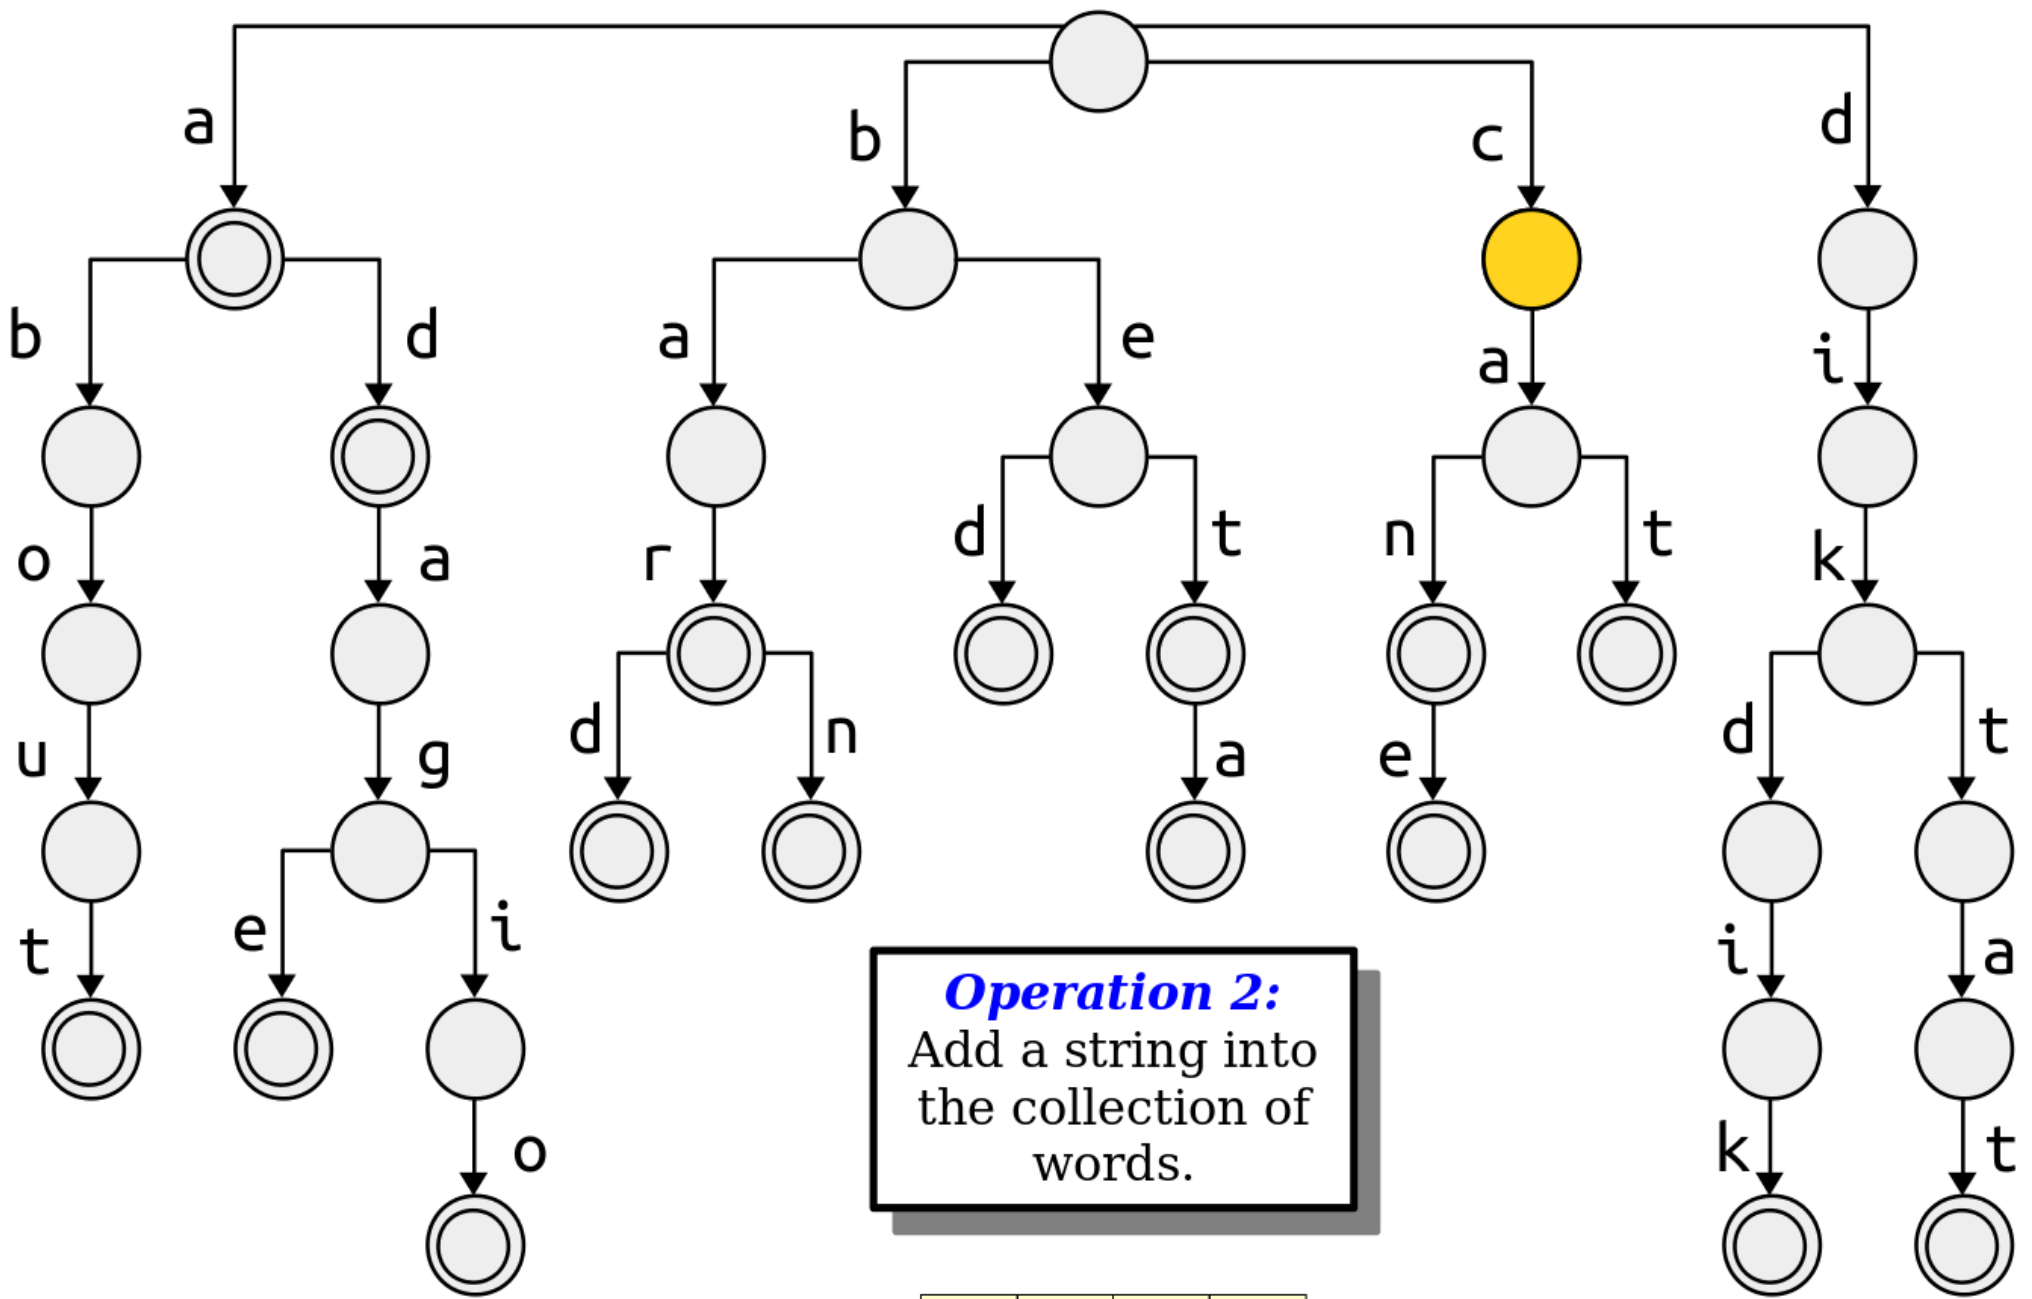 a
b
c
d
b
d
a
e
a
i
o
a
r
d
t
n
t
k
u
g
d
n
a
e
d
t
t
e
i
i
a
o
k
t
Operation 2:
Add a string into
the collection of
words.